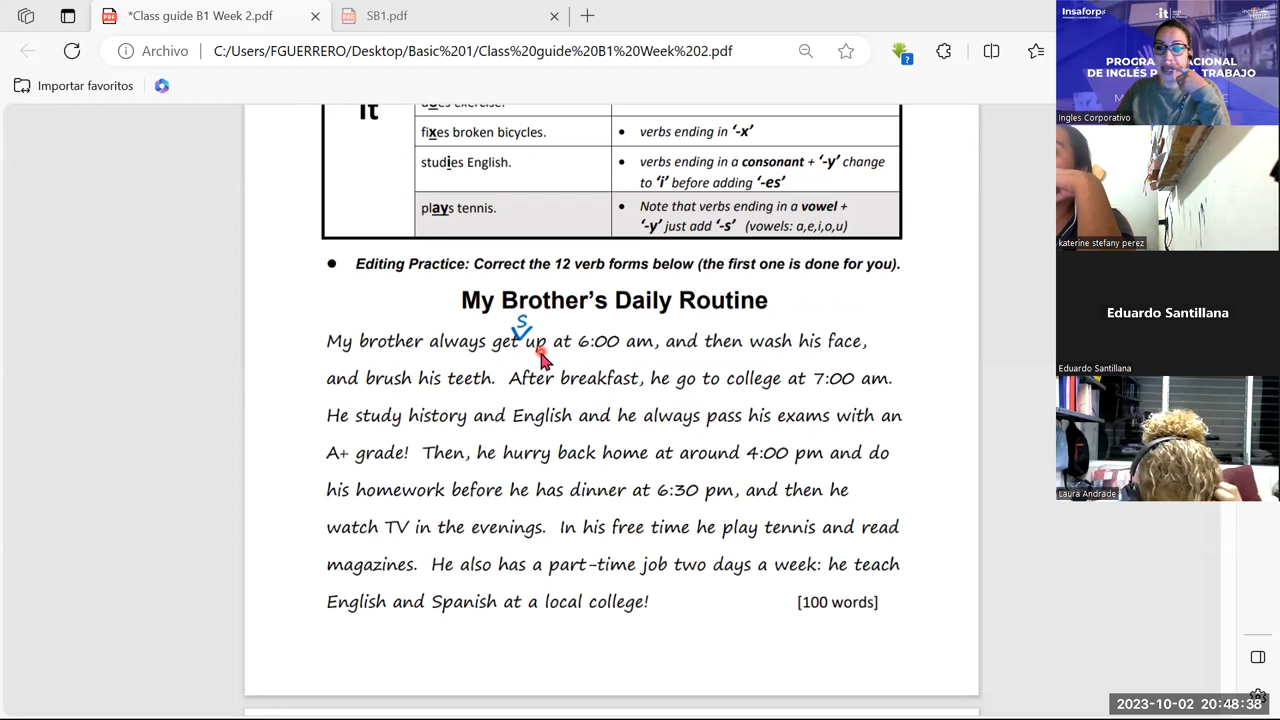 *Class guide B1 Week 2.pdf
SB1.pdf
Archivo
C:/Users/FGUERRERO/Desktop/Basic%201/Class%20guide%20B1%20Week%202.pdf
Importar favoritos
it
does exercise.
fixes broken bicycles.
• verbs ending in '-x'
studies English.
• verbs ending in a consonant + '-y' change
to 'i' before adding '-es'
plays tennis.
• Note that verbs ending in a vowel +
'-y' just add '-s' (vowels: a,e,i,o,u)
• Editing Practice: Correct the 12 verb forms below (the first one is done for you).
My Brother's Daily Routine
s
My brother always get up at 6:00 am, and then wash his face,
and brush his teeth. After breakfast, he go to college at 7:00 am.
He study history and English and he always pass his exams with an
A+ grade! Then, he hurry back home at around 4:00 pm and do
his homework before he has dinner at 6:30 pm, and then he
watch TV in the evenings. In his free time he play tennis and read
magazines. He also has a part-time job two days a week: he teach
English and Spanish at a local college!
[100 words]
Insaforp
it
Ingles Corporativo
katerine stefany perez
Eduardo Santillana
Eduardo Santillana
Laura Andrade
2023-10-02 20:48:38